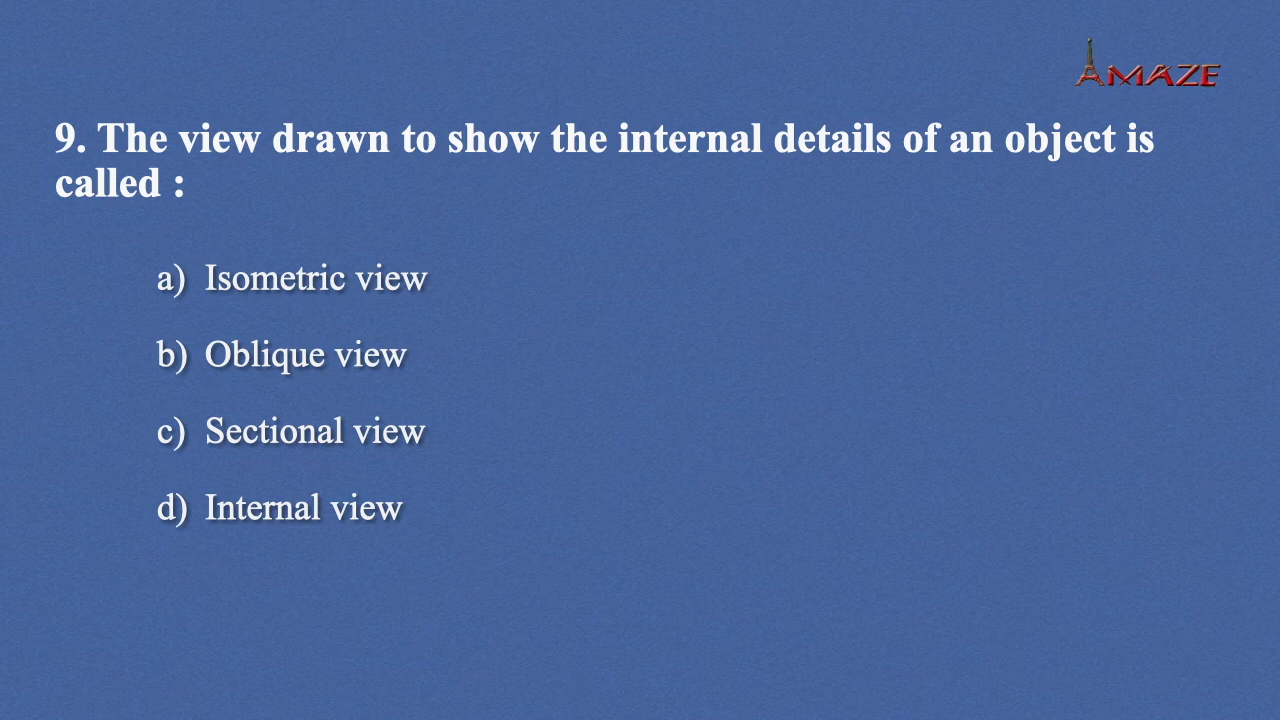 AMAZE
9. The view drawn to show the internal details of an object is
called :
a) Isometric view
b) Oblique view
c) Sectional view
d) Internal view